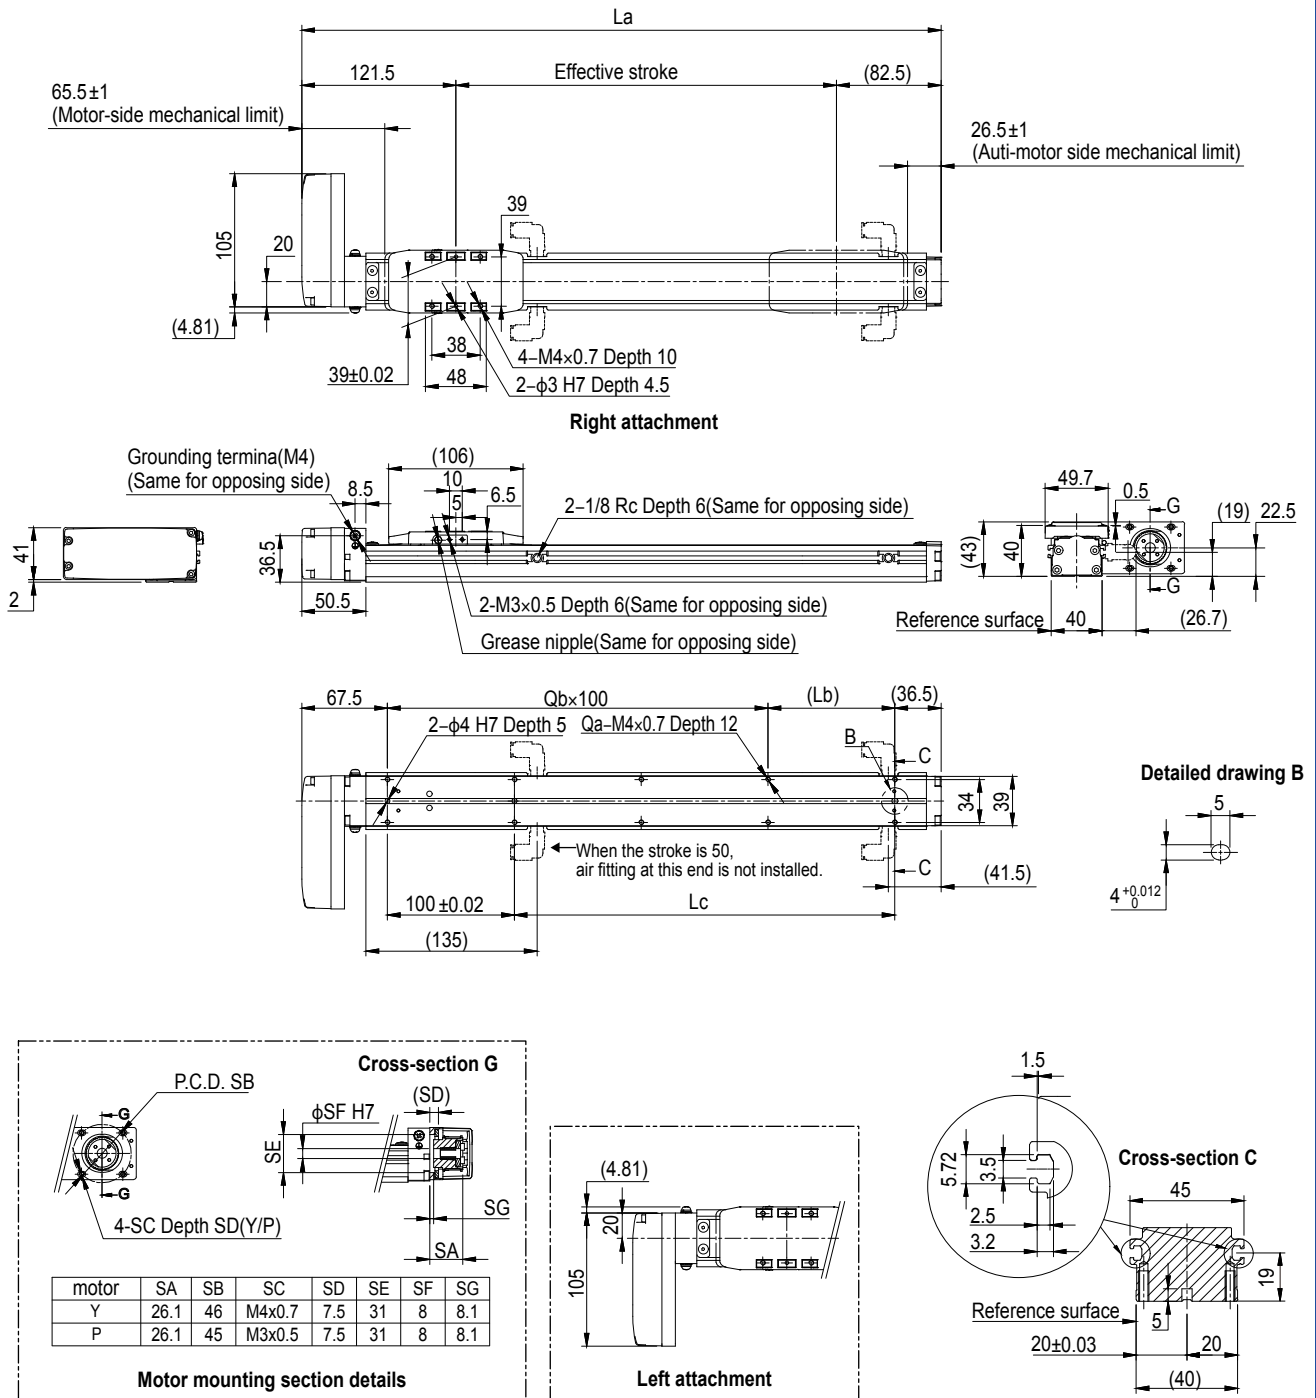 La
121.5
Effective stroke
(82.5)
65.5±1
(Motor-side mechanical limit)
26.5±1
(Auti-motor side mechanical limit)
39
105
20
(4.81)
38
39±0.02
48
4–M4×0.7 Depth 10
2–ϕ3 H7 Depth 4.5
Right attachment
Grounding termina(M4)
(Same for opposing side)
(106)
10
8.5
5
6.5
2–1/8 Rc Depth 6(Same for opposing side)
49.7
0.5
G
(19)
22.5
41
2
36.5
50.5
2-M3×0.5 Depth 6(Same for opposing side)
Grease nipple(Same for opposing side)
(43)
40
G
Reference surface
40
(26.7)
67.5
Qb×100
(Lb)
(36.5)
2–ϕ4 H7 Depth 5
Qa–M4×0.7 Depth 12
B
C
Detailed drawing B
5
34
39
When the stroke is 50,
air fitting at this end is not installed.
C
(41.5)
4 +0.012 0
100 ±0.02
Lc
(135)
Cross-section G
P.C.D. SB
G
ϕSF H7
(SD)
SE
G
4-SC Depth SD(Y/P)
SG
SA
motor SA SB SC SD SE SF SG
Y 26.1 46 M4x0.7 7.5 31 8 8.1
P 26.1 45 M3x0.5 7.5 31 8 8.1
Motor mounting section details
(4.81)
20
105
Left attachment
1.5
5.72
3.5
2.5
3.2
Cross-section C
45
19
Reference surface
5
20±0.03
20
(40)